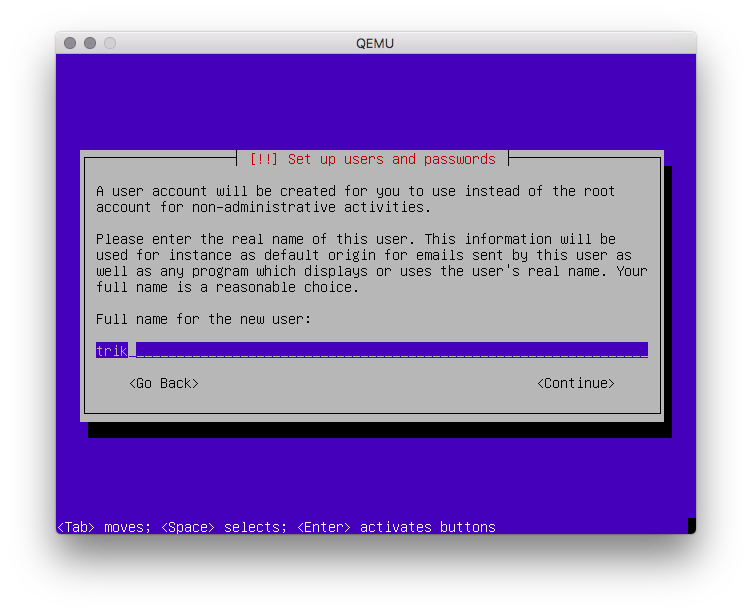 QEMU
[!!] Set up users and passwords
A user account will be created for you to use instead of the root
account for non-administrative activities.
Please enter the real name of this user. This information will be
used for instance as default origin for emails sent by this user as
well as any program which displays or uses the user's real name. Your
full name is a reasonable choice.
Full name for the new user:
trik
<Go Back> <Continue>
<Tab> moves; <Space> selects; <Enter> activates buttons